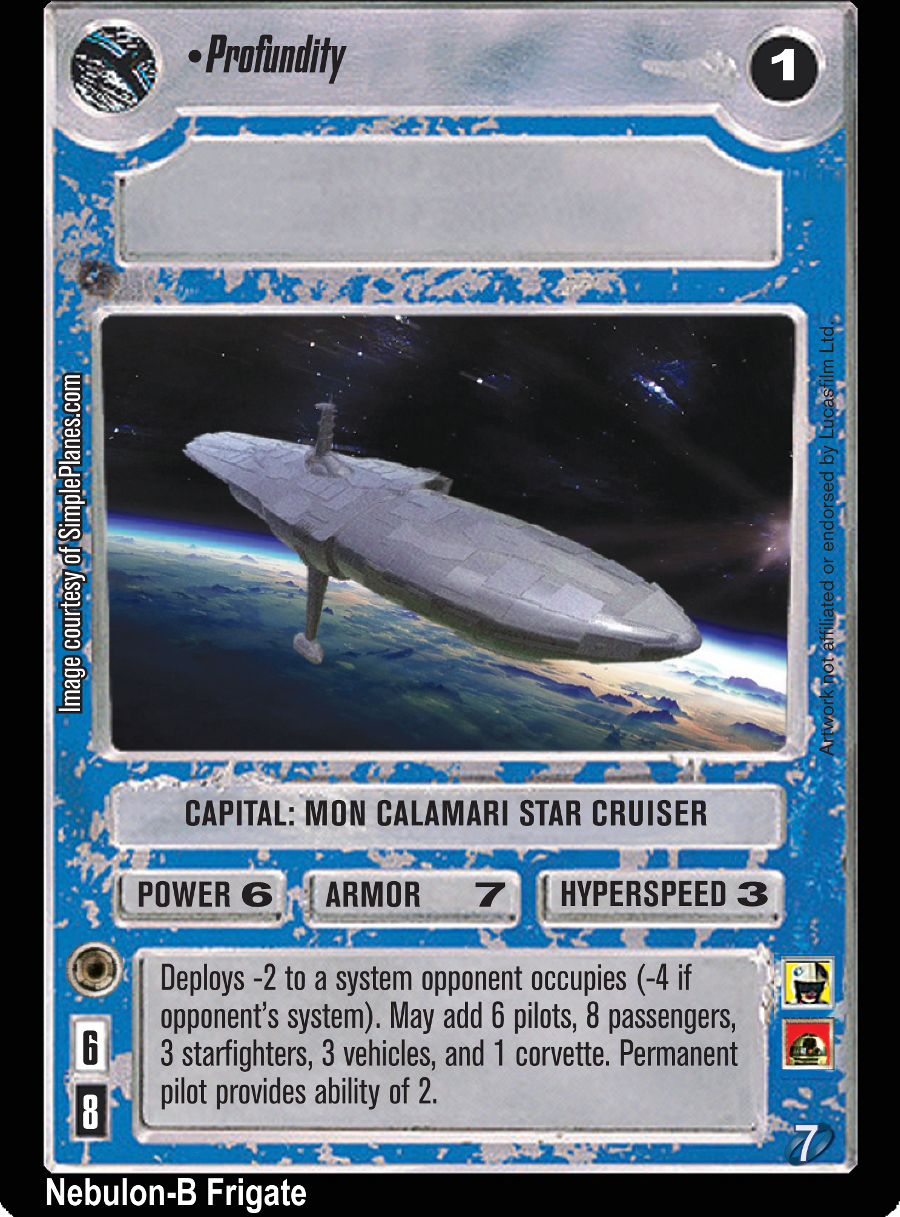 •Profundity
1
Image courtesy of SimplePlanes.com
Artwork not affiliated or endorsed by Lucasfilm Ltd.
CAPITAL: MON CALAMARI STAR CRUISER
POWER 6
ARMOR 7
HYPERSPEED 3
Deploys -2 to a system opponent occupies (-4 if
opponent's system). May add 6 pilots, 8 passengers,
3 starfighters, 3 vehicles, and 1 corvette. Permanent
pilot provides ability of 2.
6
8
7
Nebulon-B Frigate